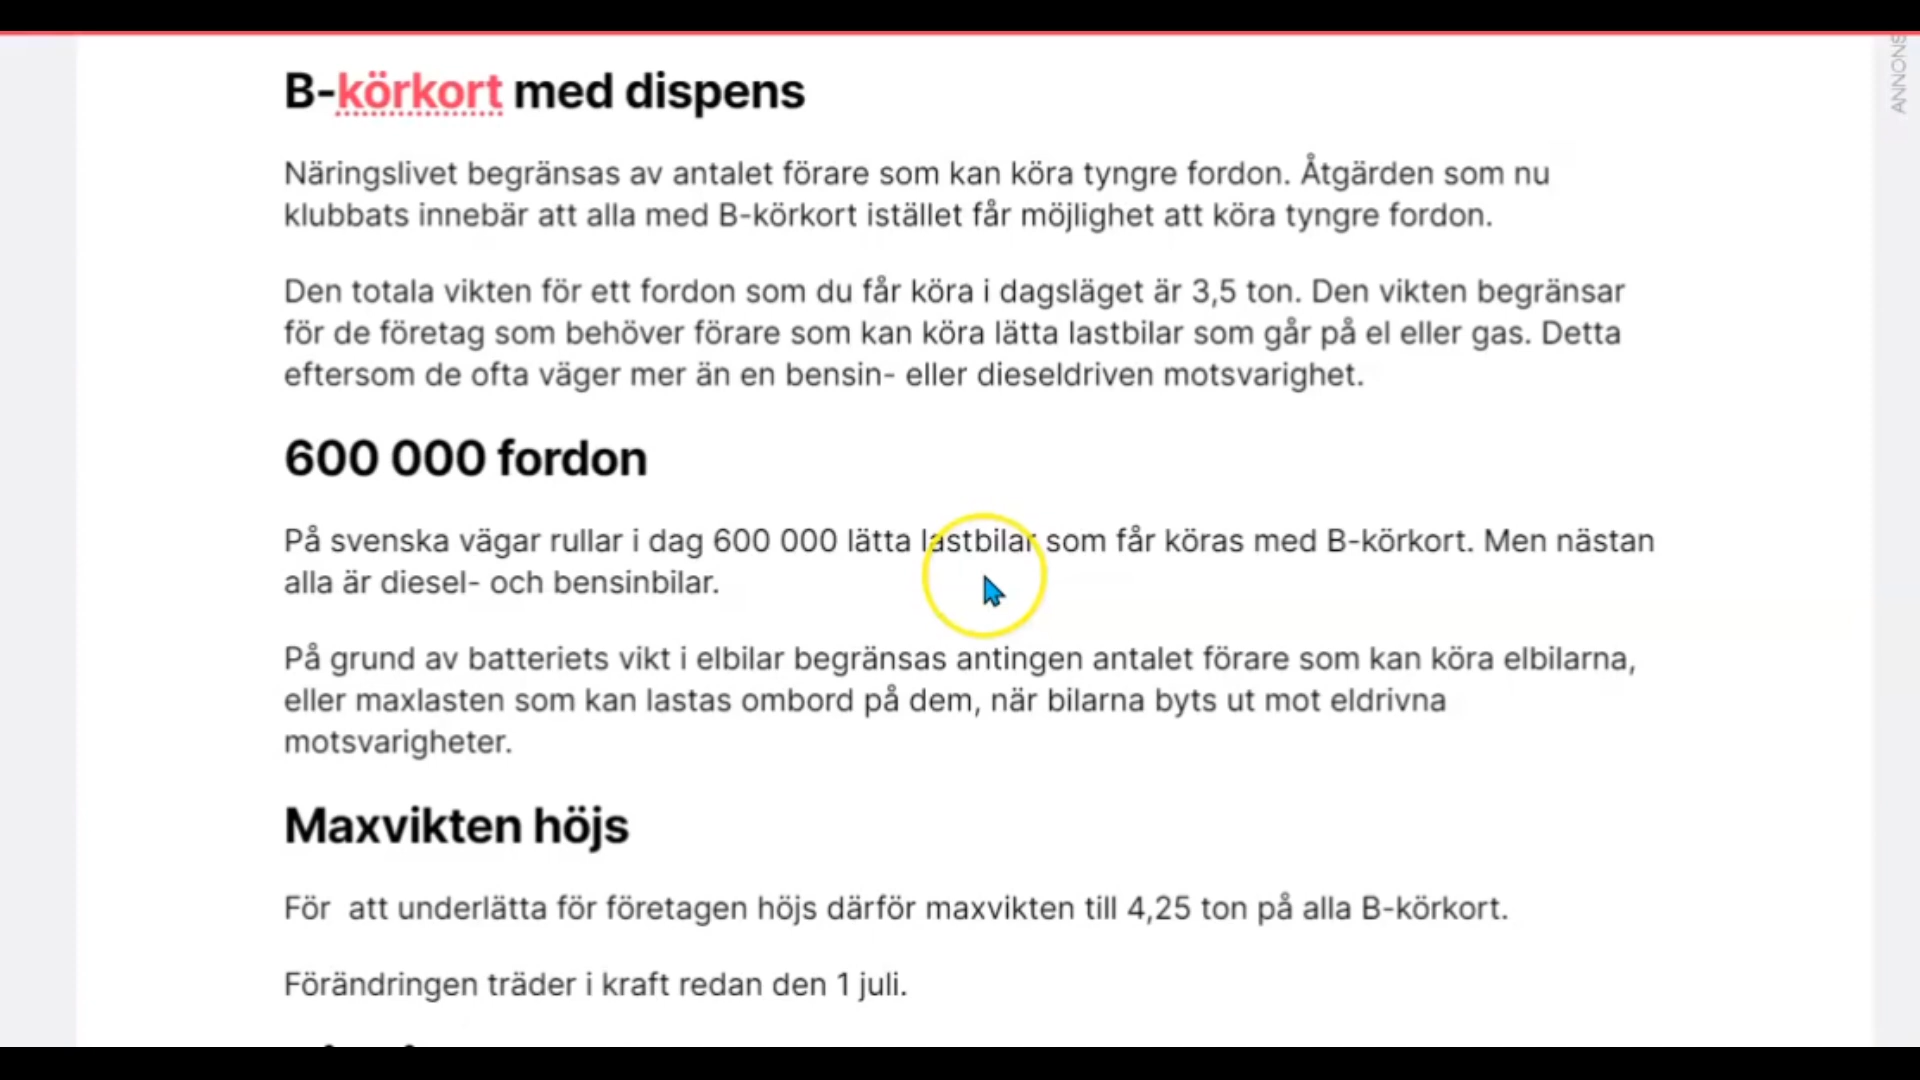 ANNONS
B-körkort med dispens
Näringslivet begränsas av antalet förare som kan köra tyngre fordon. Åtgärden som nu
klubbats innebär att alla med B-körkort istället får möjlighet att köra tyngre fordon.
Den totala vikten för ett fordon som du får köra i dagsläget är 3,5 ton. Den vikten begränsar
för de företag som behöver förare som kan köra lätta lastbilar som går på el eller gas. Detta
eftersom de ofta väger mer än en bensin- eller dieseldriven motsvarighet.
600 000 fordon
På svenska vägar rullar i dag 600 000 lätta lastbilar som får köras med B-körkort. Men nästan
alla är diesel- och bensinbilar.
På grund av batteriets vikt i elbilar begränsas antingen antalet förare som kan köra elbilarna,
eller maxlasten som kan lastas ombord på dem, när bilarna byts ut mot eldrivna
motsvarigheter.
Maxvikten höjs
För  att underlätta för företagen höjs därför maxvikten till 4,25 ton på alla B-körkort.
Förändringen träder i kraft redan den 1 juli.